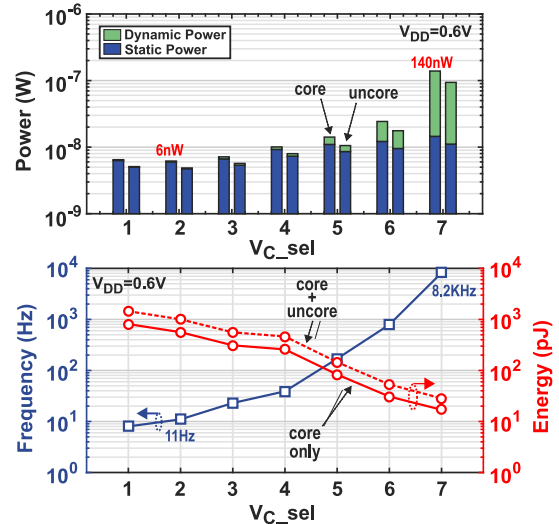 10⁻⁶
Dynamic Power
Static Power
V_DD=0.6V
140nW
10⁻⁷
core
uncore
Power (W)
6nW
10⁻⁸
10⁻⁹
1 2 3 4 5 6 7
V_C_sel
10⁴ 10⁴
V_DD=0.6V
core
+
uncore
8.2KHz
10³ 10³
Frequency (Hz)
Energy (pJ)
10² 10²
10¹ 10¹
11Hz
core
only
10⁰ 10⁰
1 2 3 4 5 6 7
V_C_sel